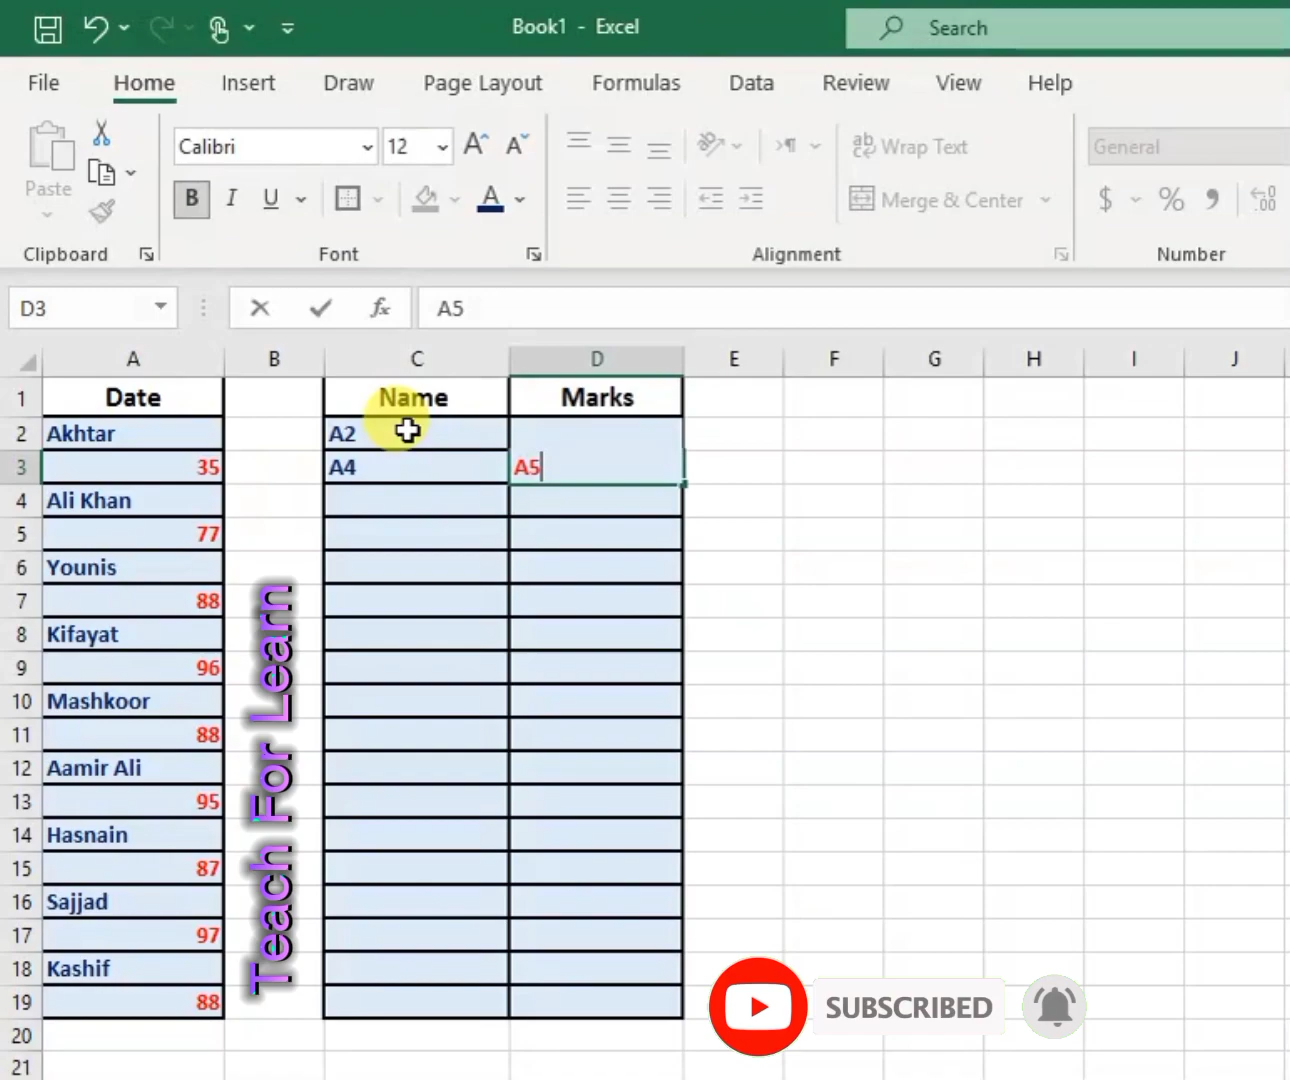 Book1 - Excel
Search
File Home Insert Draw Page Layout Formulas Data Review View Help
Paste
Calibri 12 A A
B I U A
ab Wrap Text
Merge & Center
General
$ % 9 .00
Clipboard Font Alignment Number
D3 fx A5
A B C D E F G H I J
1 Date Name Marks
2 Akhtar A2
3 35 A4 A5
4 Ali Khan
5 77
6 Younis
7 88
8 Kifayat
9 96
10 Mashkoor
11 88
12 Aamir Ali
13 95
14 Hasnain
15 87
16 Sajjad
17 97
18 Kashif
19 88
20
21
Teach For Learn
SUBSCRIBED